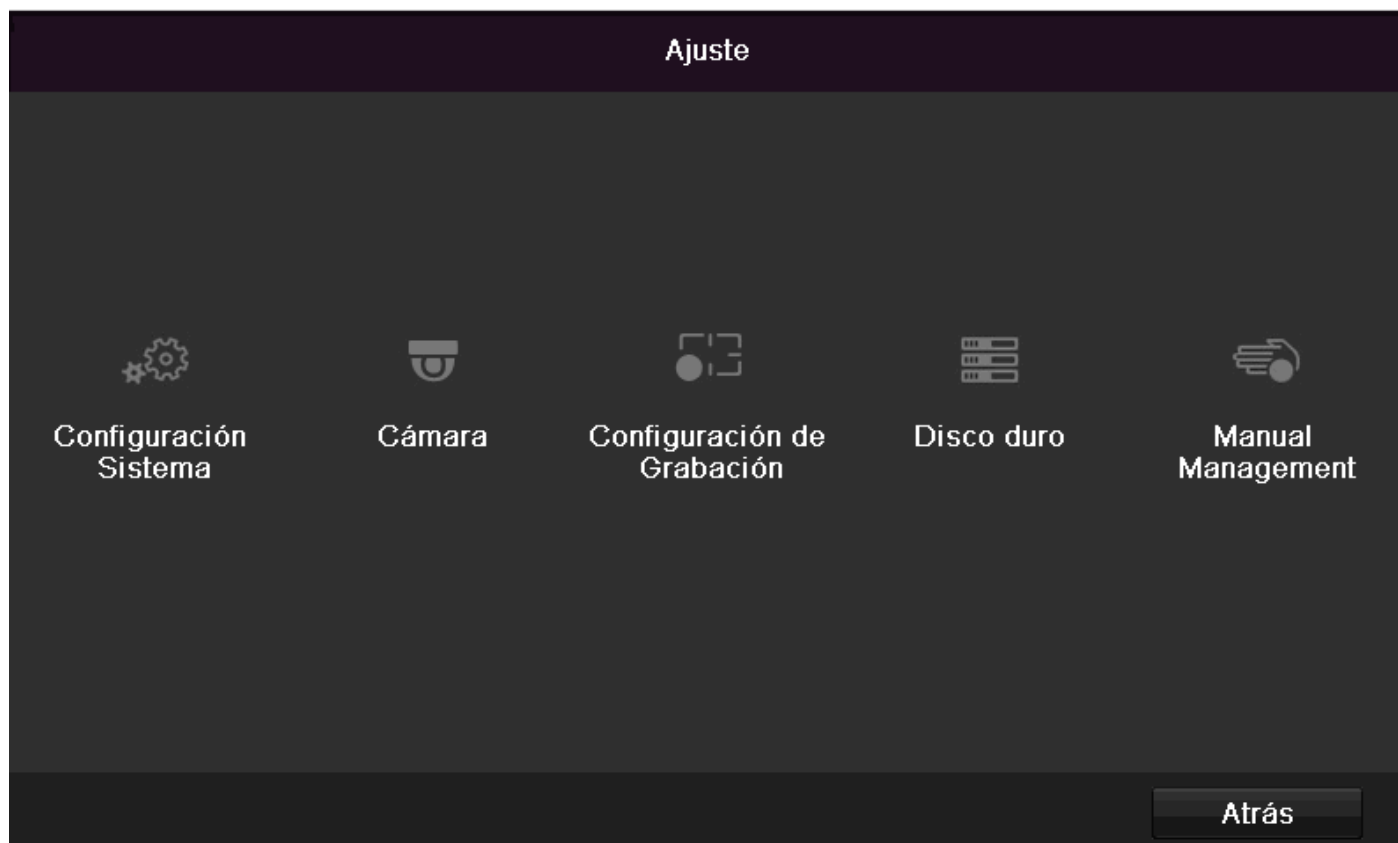 Ajuste
Configuración
Sistema
Cámara
Configuración de
Grabación
Disco duro
Manual
Management
Atrás